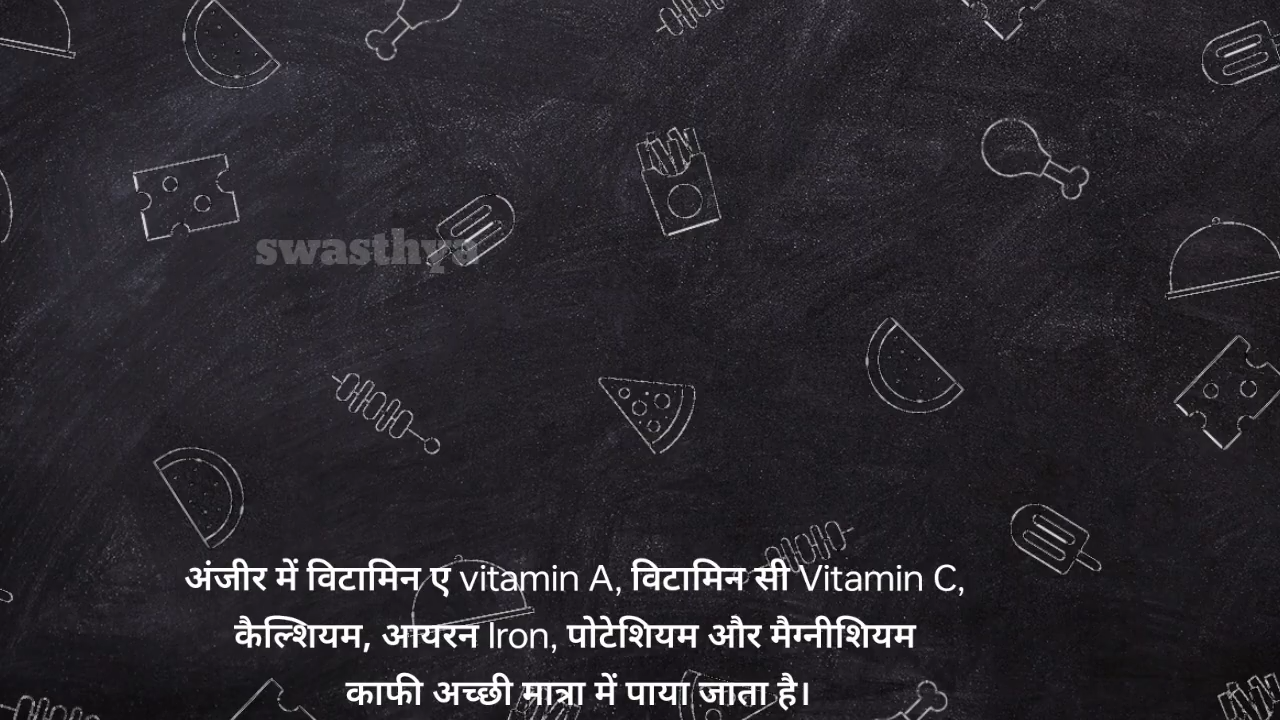 swasthya
अंजीर में विटामिन ए vitamin A, विटामिन सी Vitamin C,
कैल्शियम, आयरन Iron, पोटेशियम और मैग्नीशियम
काफी अच्छी मात्रा में पाया जाता है।